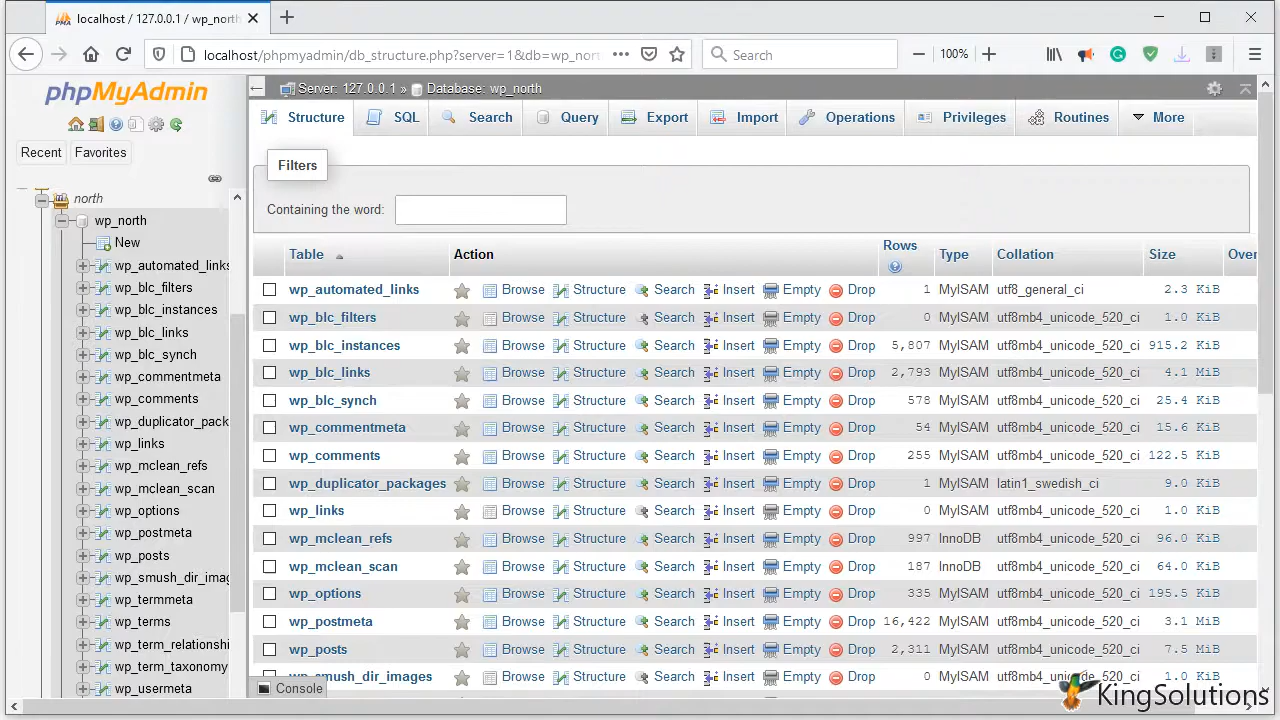 localhost / 127.0.0.1 / wp_north
localhost/phpmyadmin/db_structure.php?server=1&db=wp_nor
Search
100%
phpMyAdmin
Recent
Favorites
north
wp_north
New
wp_automated_links
wp_blc_filters
wp_blc_instances
wp_blc_links
wp_blc_synch
wp_commentmeta
wp_comments
wp_duplicator_pack
wp_links
wp_mclean_refs
wp_mclean_scan
wp_options
wp_postmeta
wp_posts
wp_smush_dir_imag
wp_termmeta
wp_terms
wp_term_relationshi
wp_term_taxonomy
wp_usermeta
Server: 127.0.0.1 » Database: wp_north
Structure SQL Search Query Export Import Operations Privileges Routines More
Filters
Containing the word:
Table Action Rows Type Collation Size Over
wp_automated_links Browse Structure Search Insert Empty Drop 1 MyISAM utf8_general_ci 2.3 KiB
wp_blc_filters Browse Structure Search Insert Empty Drop 0 MyISAM utf8mb4_unicode_520_ci 1.0 KiB
wp_blc_instances Browse Structure Search Insert Empty Drop 5,807 MyISAM utf8mb4_unicode_520_ci 915.2 KiB
wp_blc_links Browse Structure Search Insert Empty Drop 2,793 MyISAM utf8mb4_unicode_520_ci 4.1 MiB
wp_blc_synch Browse Structure Search Insert Empty Drop 578 MyISAM utf8mb4_unicode_520_ci 25.4 KiB
wp_commentmeta Browse Structure Search Insert Empty Drop 54 MyISAM utf8mb4_unicode_520_ci 15.6 KiB
wp_comments Browse Structure Search Insert Empty Drop 255 MyISAM utf8mb4_unicode_520_ci 122.5 KiB
wp_duplicator_packages Browse Structure Search Insert Empty Drop 1 MyISAM latin1_swedish_ci 9.0 KiB
wp_links Browse Structure Search Insert Empty Drop 0 MyISAM utf8mb4_unicode_520_ci 1.0 KiB
wp_mclean_refs Browse Structure Search Insert Empty Drop 997 InnoDB utf8mb4_unicode_520_ci 96.0 KiB
wp_mclean_scan Browse Structure Search Insert Empty Drop 187 InnoDB utf8mb4_unicode_520_ci 64.0 KiB
wp_options Browse Structure Search Insert Empty Drop 333 MyISAM utf8mb4_unicode_520_ci 195.5 KiB
wp_postmeta Browse Structure Search Insert Empty Drop 16,422 MyISAM utf8mb4_unicode_520_ci 3.1 MiB
wp_posts Browse Structure Search Insert Empty Drop 2,311 MyISAM utf8mb4_unicode_520_ci 7.5 MiB
wp_smush_dir_images Browse Structure Search Insert Empty Drop 0 MyISAM utf8mb4_unicode_520_ci 1.0 KiB
Console
KingSolutions